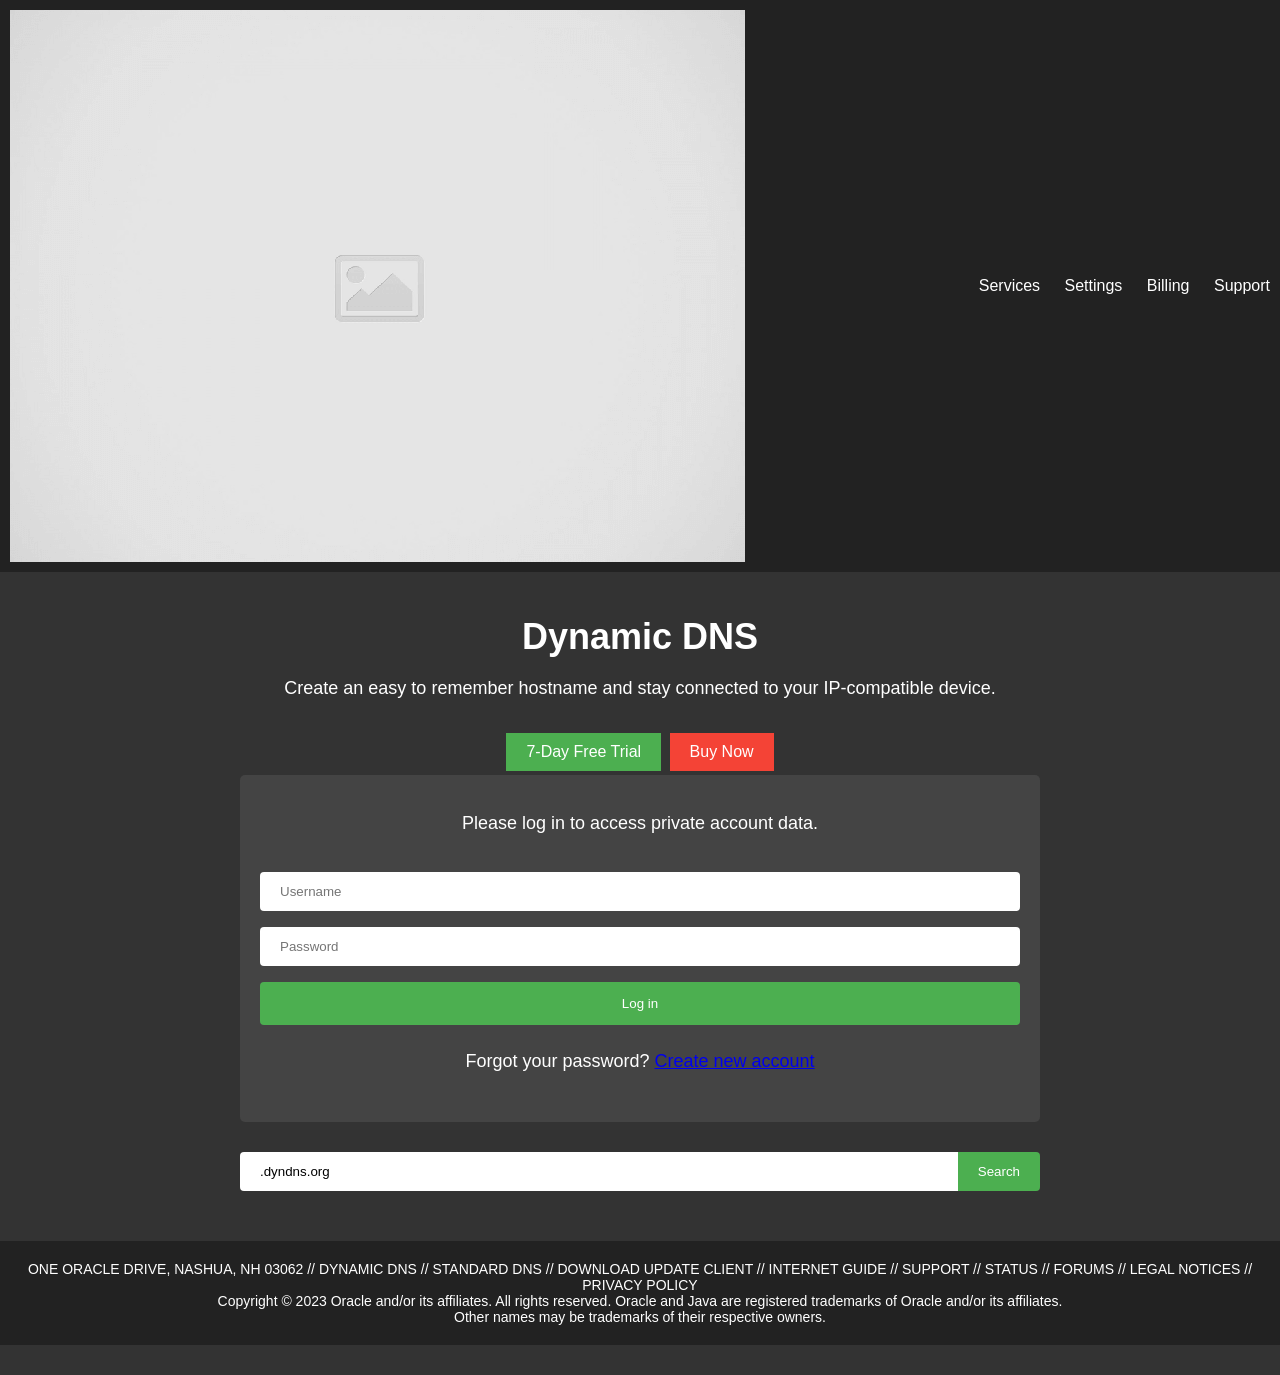 Services Settings Billing Support
Dynamic DNS
Create an easy to remember hostname and stay connected to your IP-compatible device.
7-Day Free Trial Buy Now
Please log in to access private account data.
Username
Password
Log in
Forgot your password? Create new account
.dyndns.org Search
ONE ORACLE DRIVE, NASHUA, NH 03062 // DYNAMIC DNS // STANDARD DNS // DOWNLOAD UPDATE CLIENT // INTERNET GUIDE // SUPPORT // STATUS // FORUMS // LEGAL NOTICES //
PRIVACY POLICY
Copyright © 2023 Oracle and/or its affiliates. All rights reserved. Oracle and Java are registered trademarks of Oracle and/or its affiliates.
Other names may be trademarks of their respective owners.